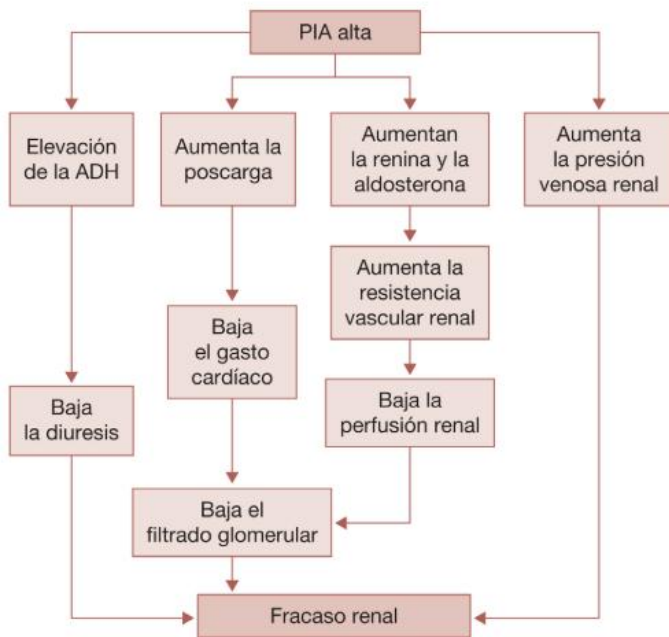 PIA alta
Elevación
de la ADH
Aumenta la
poscarga
Aumentan
la renina y la
aldosterona
Aumenta
la presión
venosa renal
Aumenta la
resistencia
vascular renal
Baja
el gasto
cardíaco
Baja
la diuresis
Baja la
perfusión renal
Baja el
filtrado glomerular
Fracaso renal